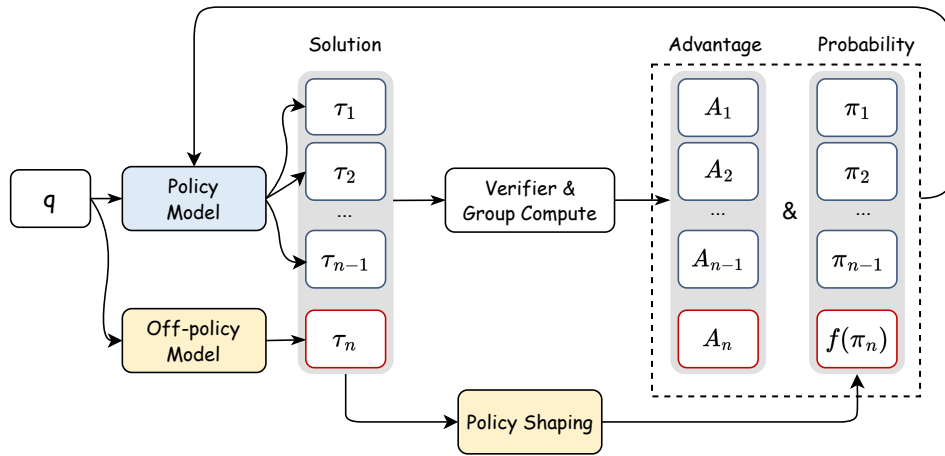 Solution
Advantage
Probability
q
Policy
Model
Off-policy
Model
τ₁
τ₂
...
τₙ₋₁
τₙ
Verifier &
Group Compute
A₁
A₂
...
Aₙ₋₁
Aₙ
&
π₁
π₂
...
πₙ₋₁
f(πₙ)
Policy Shaping